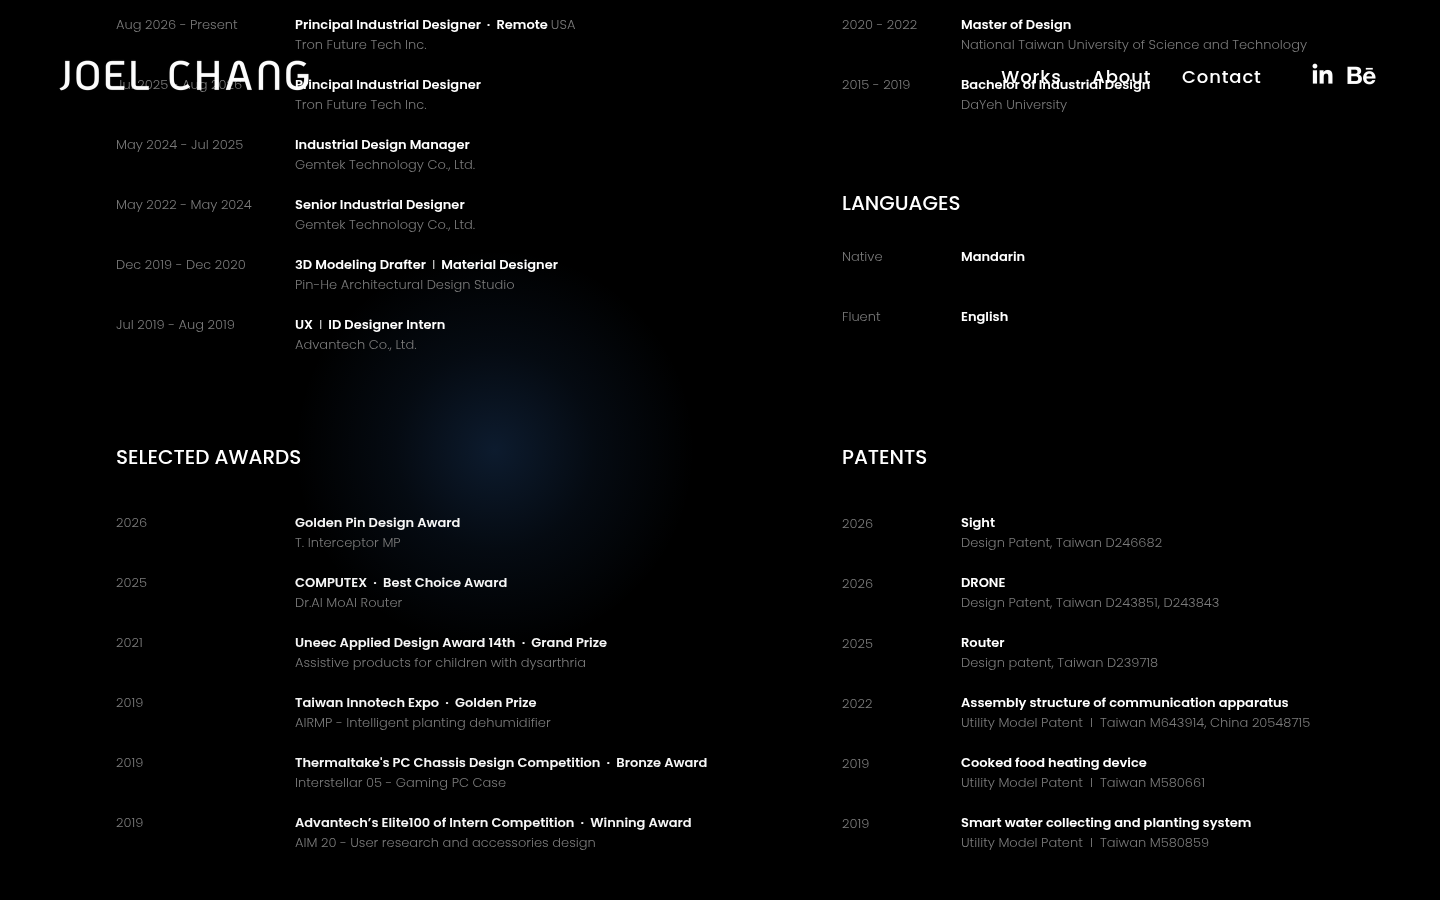 JOEL CHANG
Works
About
Contact
in
Bē
Aug 2026 - Present
Principal Industrial Designer · Remote USA
Tron Future Tech Inc.
Jul 2025 - Aug 2026
Principal Industrial Designer
Tron Future Tech Inc.
May 2024 - Jul 2025
Industrial Design Manager
Gemtek Technology Co., Ltd.
May 2022 - May 2024
Senior Industrial Designer
Gemtek Technology Co., Ltd.
Dec 2019 - Dec 2020
3D Modeling Drafter | Material Designer
Pin-He Architectural Design Studio
Jul 2019 - Aug 2019
UX | ID Designer Intern
Advantech Co., Ltd.
2020 - 2022
Master of Design
National Taiwan University of Science and Technology
2015 - 2019
Bachelor of Industrial Design
DaYeh University
LANGUAGES
Native
Mandarin
Fluent
English
SELECTED AWARDS
2026
Golden Pin Design Award
T. Interceptor MP
2025
COMPUTEX · Best Choice Award
Dr.AI MoAI Router
2021
Uneec Applied Design Award 14th · Grand Prize
Assistive products for children with dysarthria
2019
Taiwan Innotech Expo · Golden Prize
AIRMP - Intelligent planting dehumidifier
2019
Thermaltake's PC Chassis Design Competition · Bronze Award
Interstellar 05 - Gaming PC Case
2019
Advantech’s Elite100 of Intern Competition · Winning Award
AIM 20 - User research and accessories design
PATENTS
2026
Sight
Design Patent, Taiwan D246682
2026
DRONE
Design Patent, Taiwan D243851, D243843
2025
Router
Design patent, Taiwan D239718
2022
Assembly structure of communication apparatus
Utility Model Patent | Taiwan M643914, China 20548715
2019
Cooked food heating device
Utility Model Patent | Taiwan M580661
2019
Smart water collecting and planting system
Utility Model Patent | Taiwan M580859